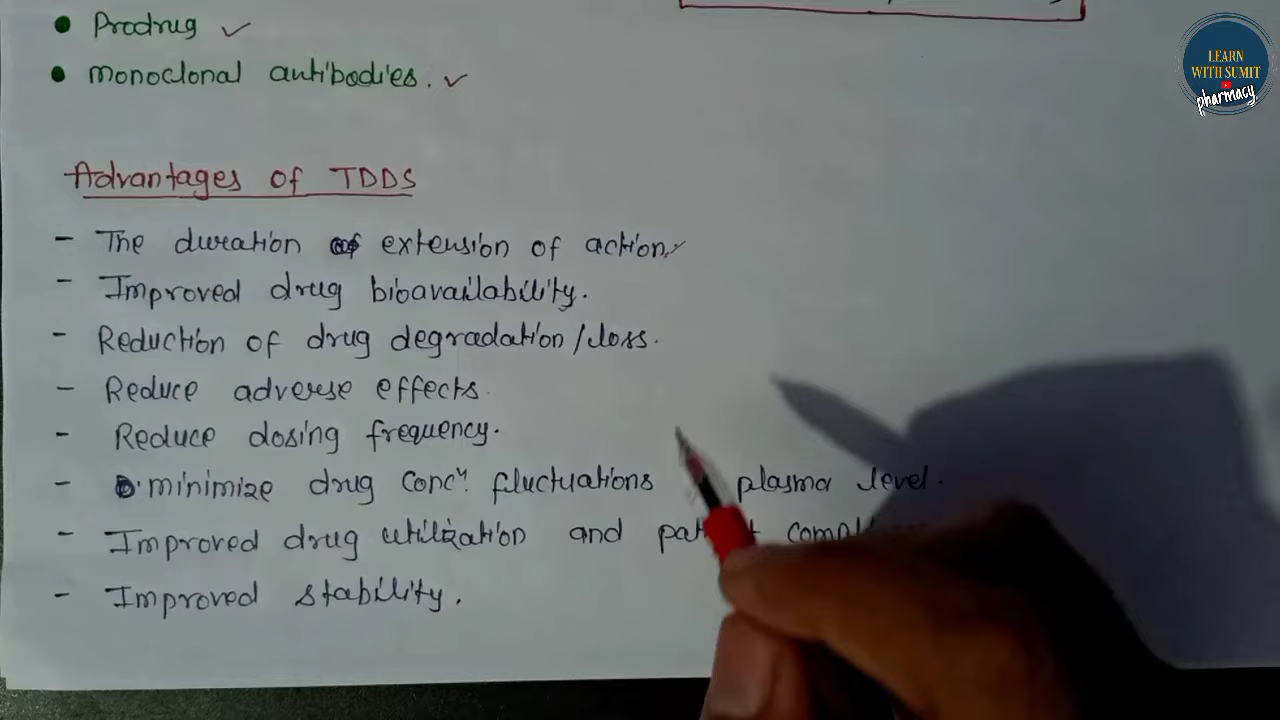 • Prodrug ✓
• monoclonal antibodies. ✓
LEARN
WITH SUMIT
pharmacy
Advantages of TDDS
- The duration of extension of action.
- Improved drug bioavailability.
- Reduction of drug degradation/loss.
- Reduce adverse effects.
- Reduce dosing frequency.
- minimize drug concn. fluctuations plasma level.
- Improved drug utilization and
- Improved stability.